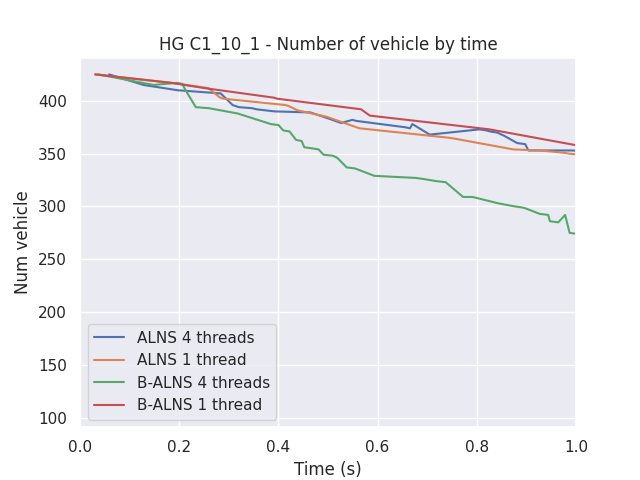 HG C1_10_1 - Number of vehicle by time
Num vehicle
400
350
300
250
200
150
100
ALNS 4 threads
ALNS 1 thread
B-ALNS 4 threads
B-ALNS 1 thread
0.0 0.2 0.4 0.6 0.8 1.0
Time (s)